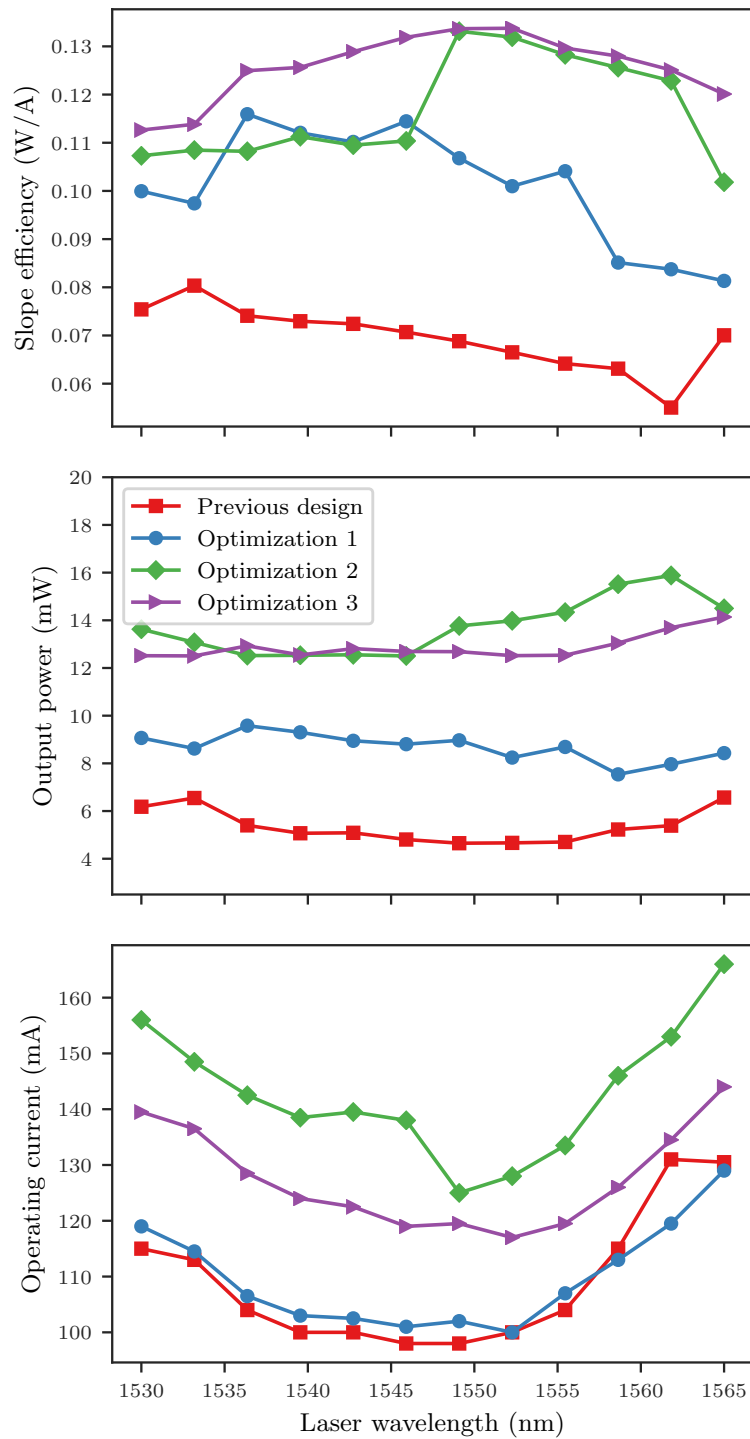 Slope efficiency (W/A)
0.13
0.12
0.11
0.10
0.09
0.08
0.07
0.06
Output power (mW)
20
18
16
14
12
10
8
6
4
Previous design
Optimization 1
Optimization 2
Optimization 3
Operating current (mA)
160
150
140
130
120
110
100
1530 1535 1540 1545 1550 1555 1560 1565
Laser wavelength (nm)